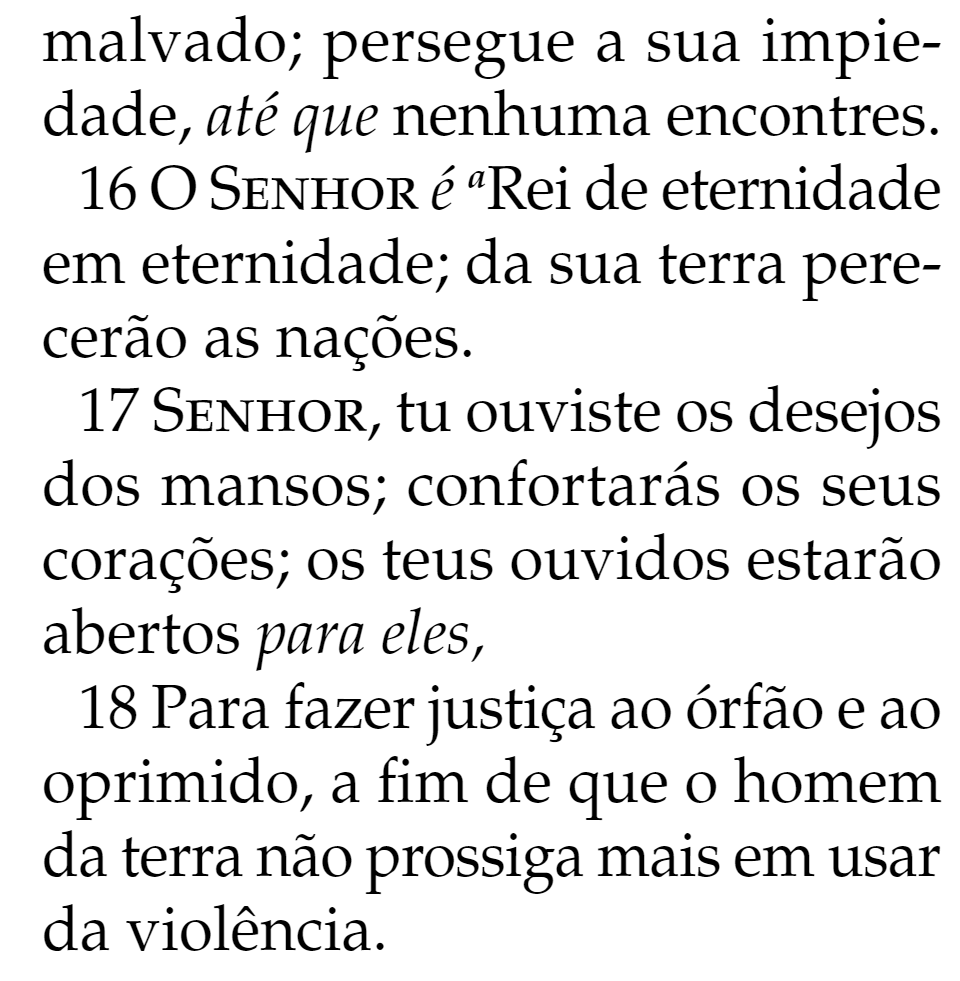 malvado; persegue a sua impie-
dade, até que nenhuma encontres.
16 O SENHOR é ªRei de eternidade
em eternidade; da sua terra pere-
cerão as nações.
17 SENHOR, tu ouviste os desejos
dos mansos; confortarás os seus
corações; os teus ouvidos estarão
abertos para eles,
18 Para fazer justiça ao órfão e ao
oprimido, a fim de que o homem
da terra não prossiga mais em usar
da violência.